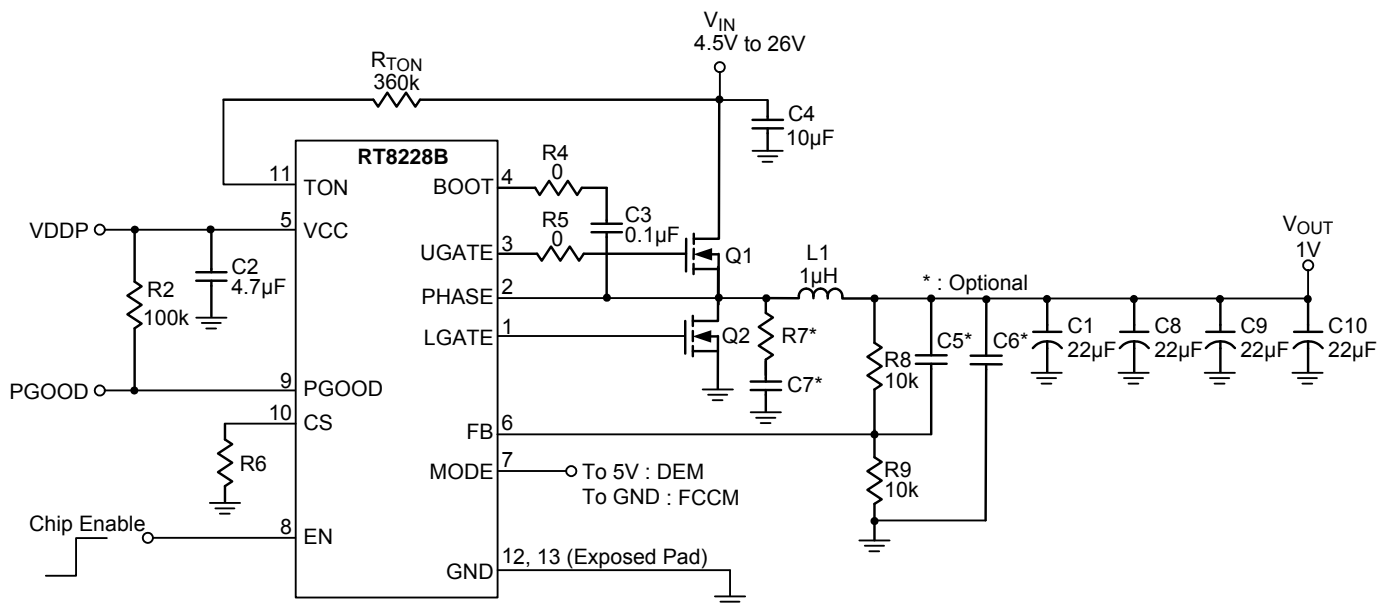 VIN
4.5V to 26V
RTON
360k
C4
10µF
RT8228B
11
TON
BOOT
4
R4
0
C3
0.1µF
VDDP
5
VCC
R5
0
UGATE
3
Q1
C2
4.7µF
R2
100k
PHASE
2
L1
1µH
* : Optional
VOUT
1V
LGATE
1
Q2
R7*
C7*
R8
10k
C5*
C6*
C1
22µF
C8
22µF
C9
22µF
C10
22µF
PGOOD
9
PGOOD
10
CS
R6
FB
6
MODE
7
To 5V : DEM
To GND : FCCM
R9
10k
Chip Enable
8
EN
GND
12, 13 (Exposed Pad)